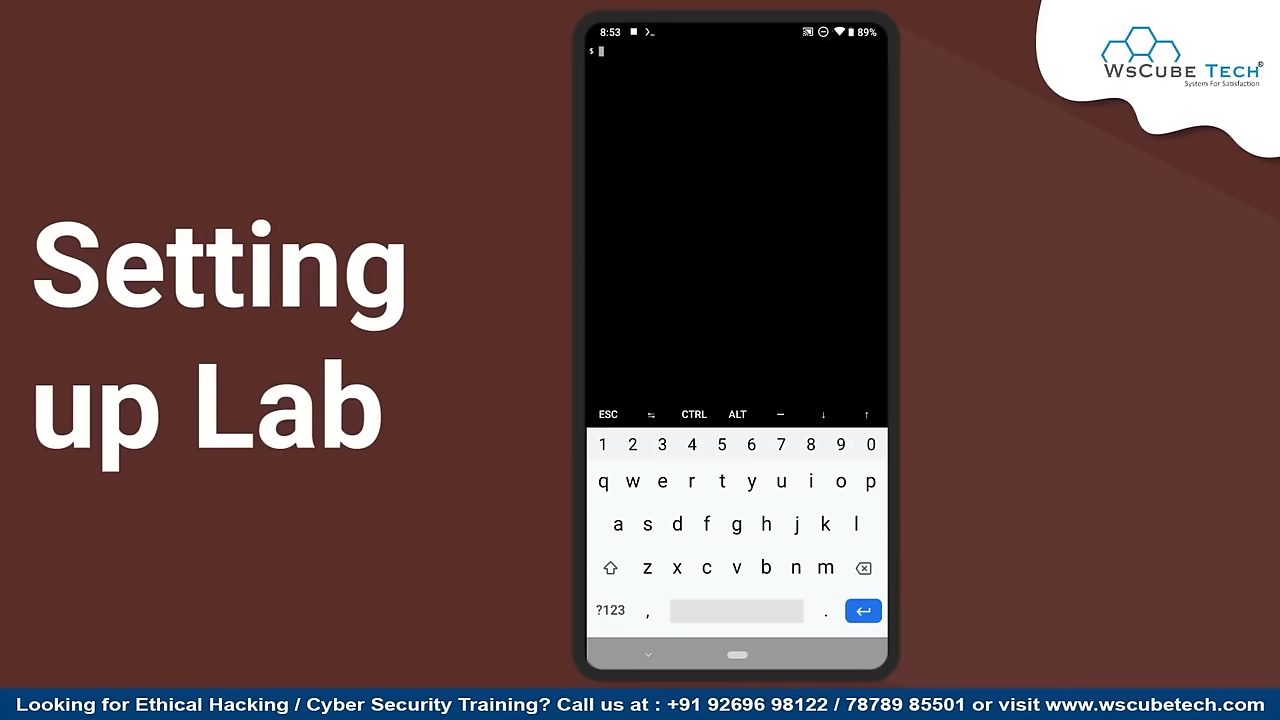 Setting
up Lab
8:53
89%
$
ESC CTRL ALT – ↓ ↑
1 2 3 4 5 6 7 8 9 0
q w e r t y u i o p
a s d f g h j k l
z x c v b n m
?123 , .
WsCube Tech®
System For Satisfaction
Looking for Ethical Hacking / Cyber Security Training? Call us at : +91 92696 98122 / 78789 85501 or visit www.wscubetech.com